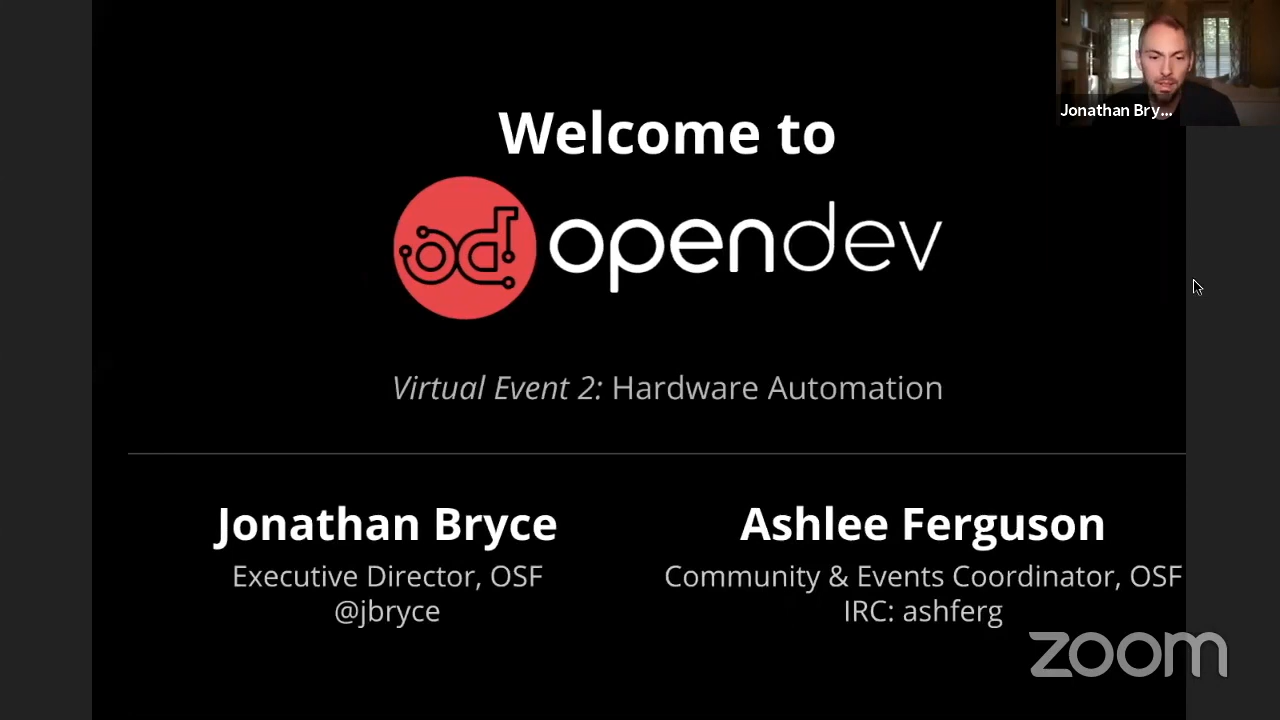 Welcome to
od opendev
Virtual Event 2: Hardware Automation
Jonathan Bryce
Executive Director, OSF
@jbryce
Ashlee Ferguson
Community & Events Coordinator, OSF
IRC: ashferg
Jonathan Bry...
zoom